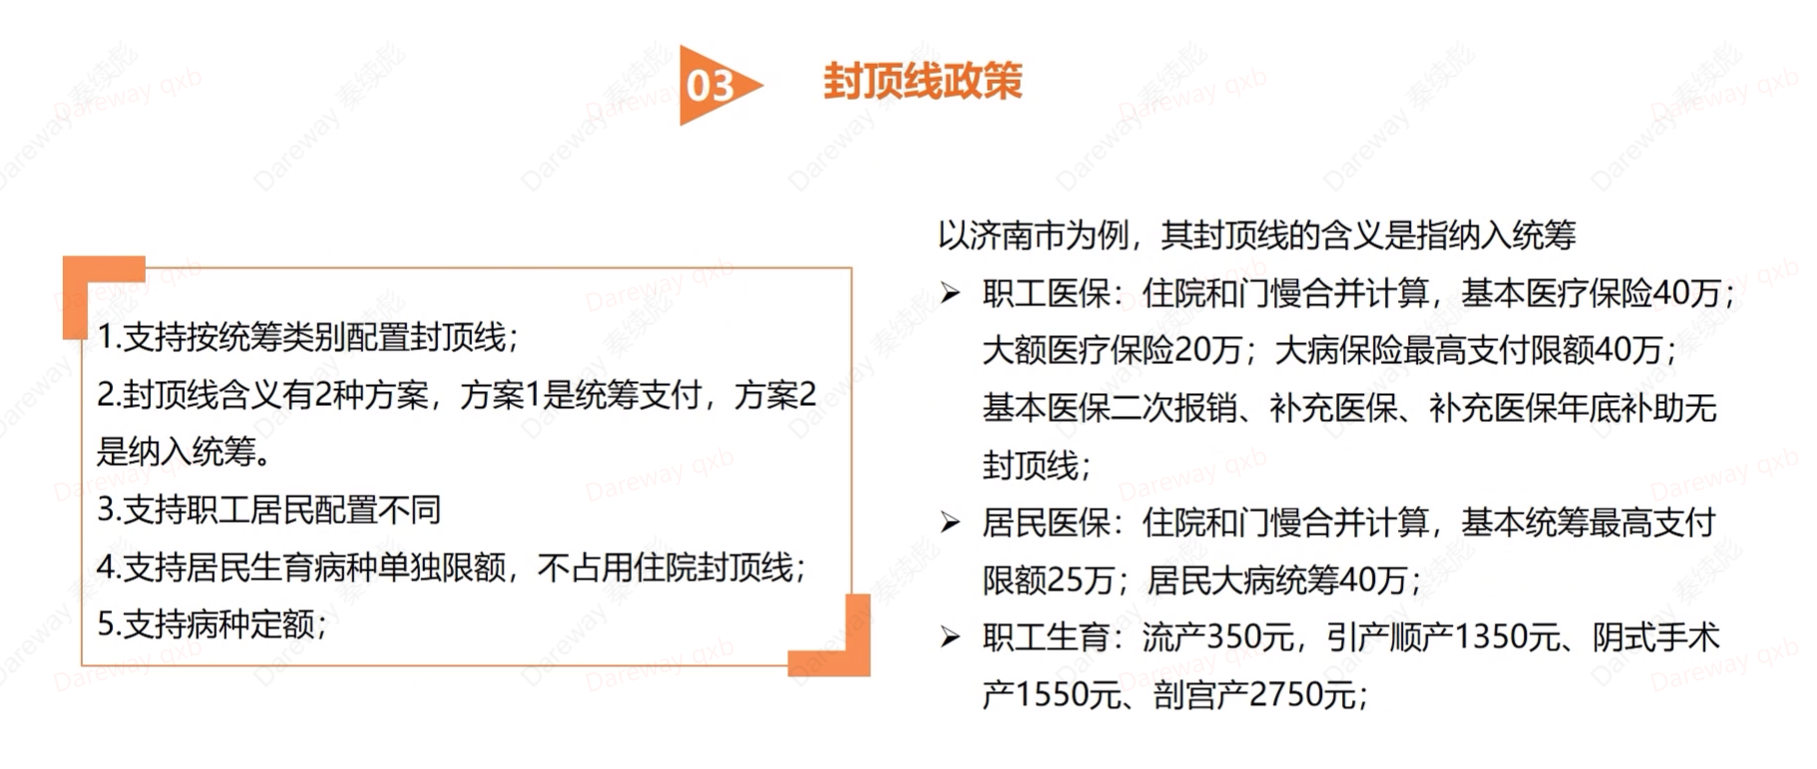 03
封顶线政策
1.支持按统筹类别配置封顶线；
2.封顶线含义有2种方案，方案1是统筹支付，方案2
是纳入统筹。
3.支持职工居民配置不同
4.支持居民生育病种单独限额，不占用住院封顶线；
5.支持病种定额；
以济南市为例，其封顶线的含义是指纳入统筹
➢ 职工医保：住院和门慢合并计算，基本医疗保险40万；
大额医疗保险20万；大病保险最高支付限额40万；
基本医保二次报销、补充医保、补充医保年底补助无
封顶线；
➢ 居民医保：住院和门慢合并计算，基本统筹最高支付
限额25万；居民大病统筹40万；
➢ 职工生育：流产350元，引产顺产1350元、阴式手术
产1550元、剖宫产2750元；
Dareway 秦续彪
Dareway qxb